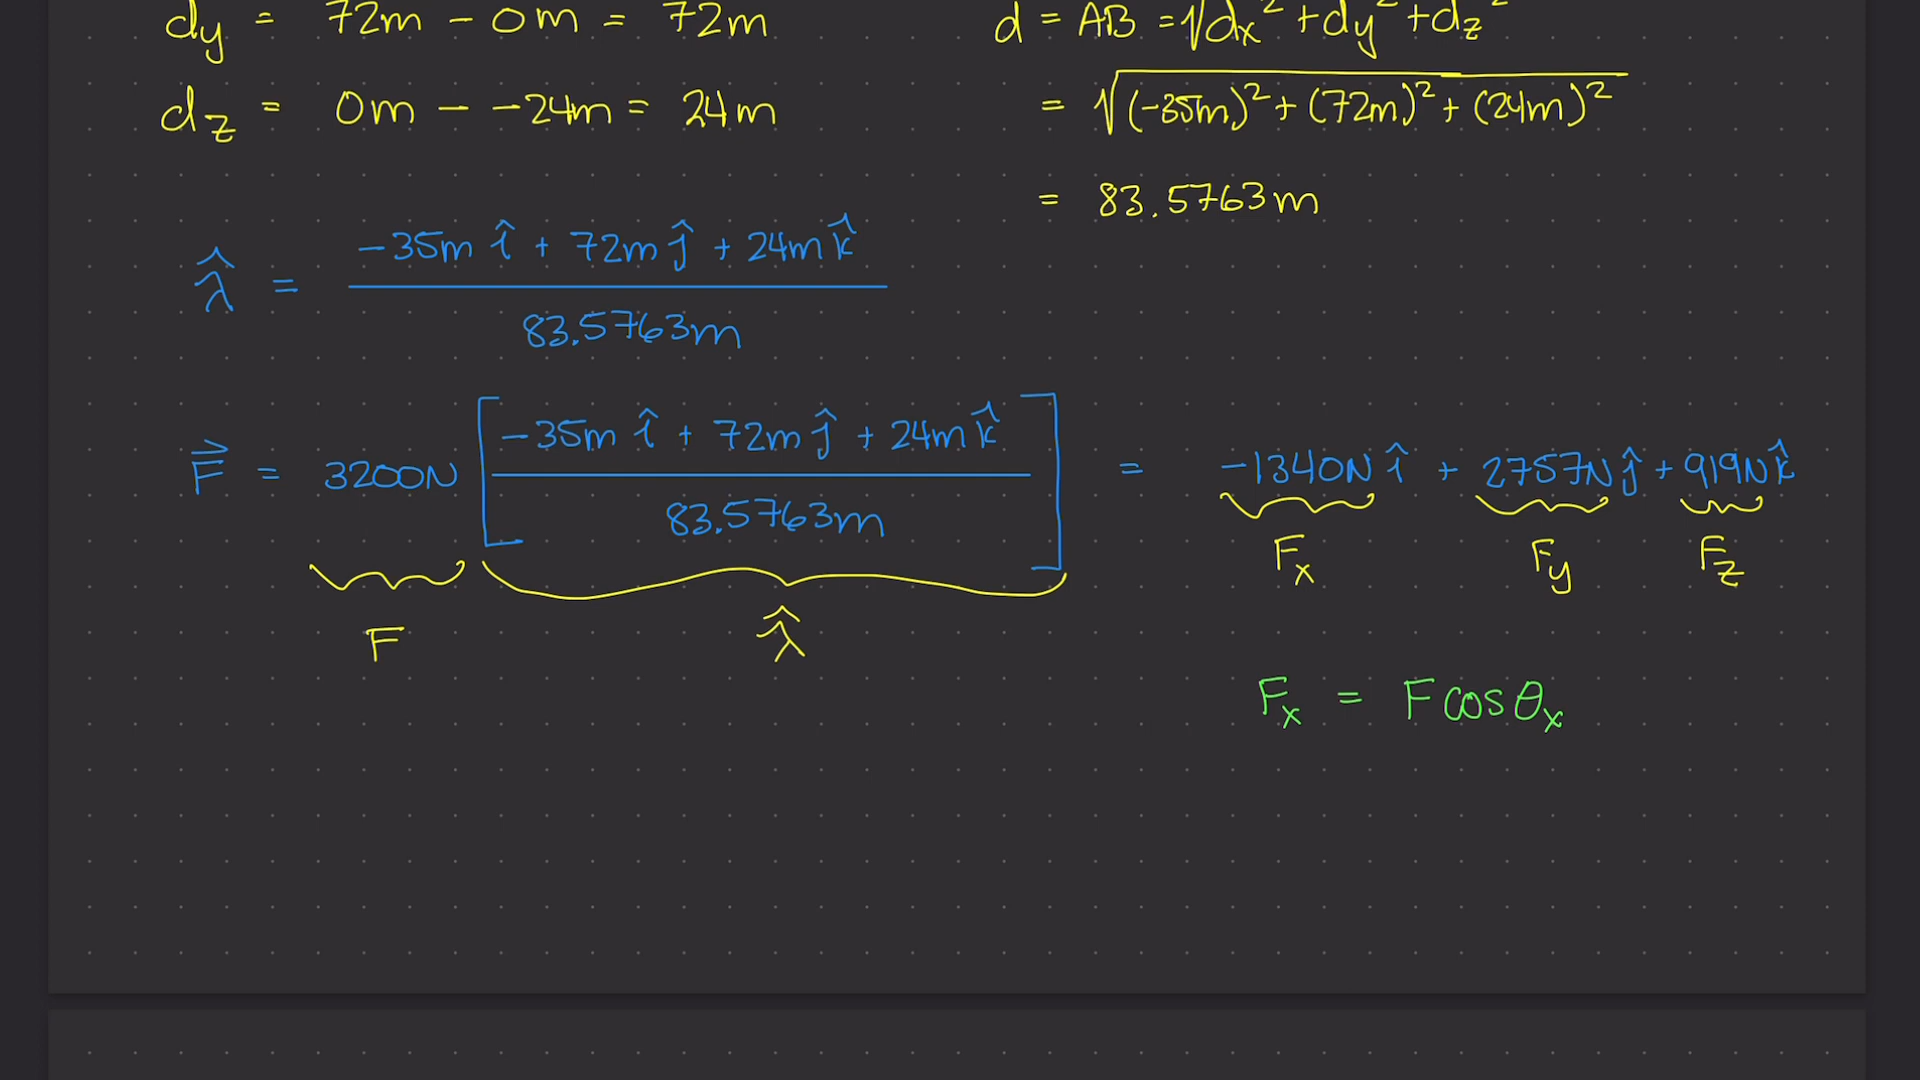 dy = 72m - 0m = 72m
d = AB = √dx² + dy² + dz²
dz = 0m - -24m = 24m
= √(-35m)² + (72m)² + (24m)²
= 83.5763m
λ̂ = -35m î + 72m ĵ + 24m k̂
83.5763m
F⃗ = 3200N [-35m î + 72m ĵ + 24m k̂ = -1340N î + 2757N ĵ + 919N k̂
83.5763m]
Fx Fy Fz
F λ̂
Fx = F cosθx